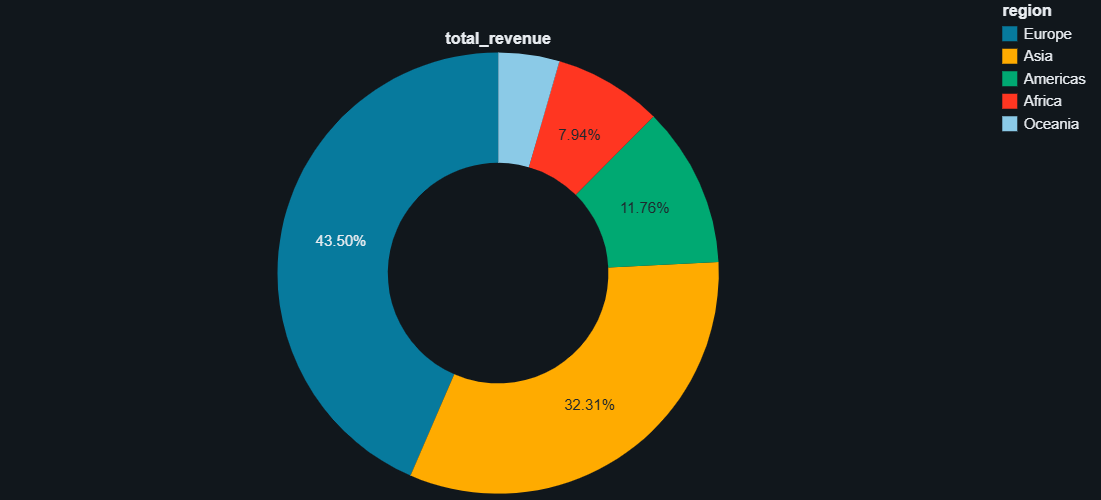 total_revenue
7.94%
11.76%
43.50%
32.31%
region
Europe
Asia
Americas
Africa
Oceania